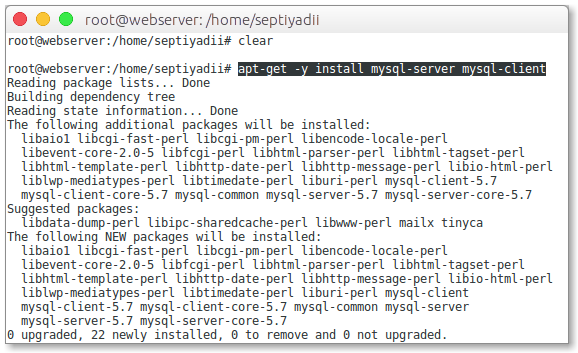 root@webserver: /home/septiyadii
root@webserver:/home/septiyadii# clear
root@webserver:/home/septiyadii# apt-get -y install mysql-server mysql-client
Reading package lists... Done
Building dependency tree
Reading state information... Done
The following additional packages will be installed:
libaio1 libcgi-fast-perl libcgi-pm-perl libencode-locale-perl
libevent-core-2.0-5 libfcgi-perl libhtml-parser-perl libhtml-tagset-perl
libhtml-template-perl libhttp-date-perl libhttp-message-perl libio-html-perl
liblwp-mediatypes-perl libtimedate-perl liburi-perl mysql-client-5.7
mysql-client-core-5.7 mysql-common mysql-server-5.7 mysql-server-core-5.7
Suggested packages:
libdata-dump-perl libipc-sharedcache-perl libwww-perl mailx tinyca
The following NEW packages will be installed:
libaio1 libcgi-fast-perl libcgi-pm-perl libencode-locale-perl
libevent-core-2.0-5 libfcgi-perl libhtml-parser-perl libhtml-tagset-perl
libhtml-template-perl libhttp-date-perl libhttp-message-perl libio-html-perl
liblwp-mediatypes-perl libtimedate-perl liburi-perl mysql-client
mysql-client-5.7 mysql-client-core-5.7 mysql-common mysql-server
mysql-server-5.7 mysql-server-core-5.7
0 upgraded, 22 newly installed, 0 to remove and 0 not upgraded.